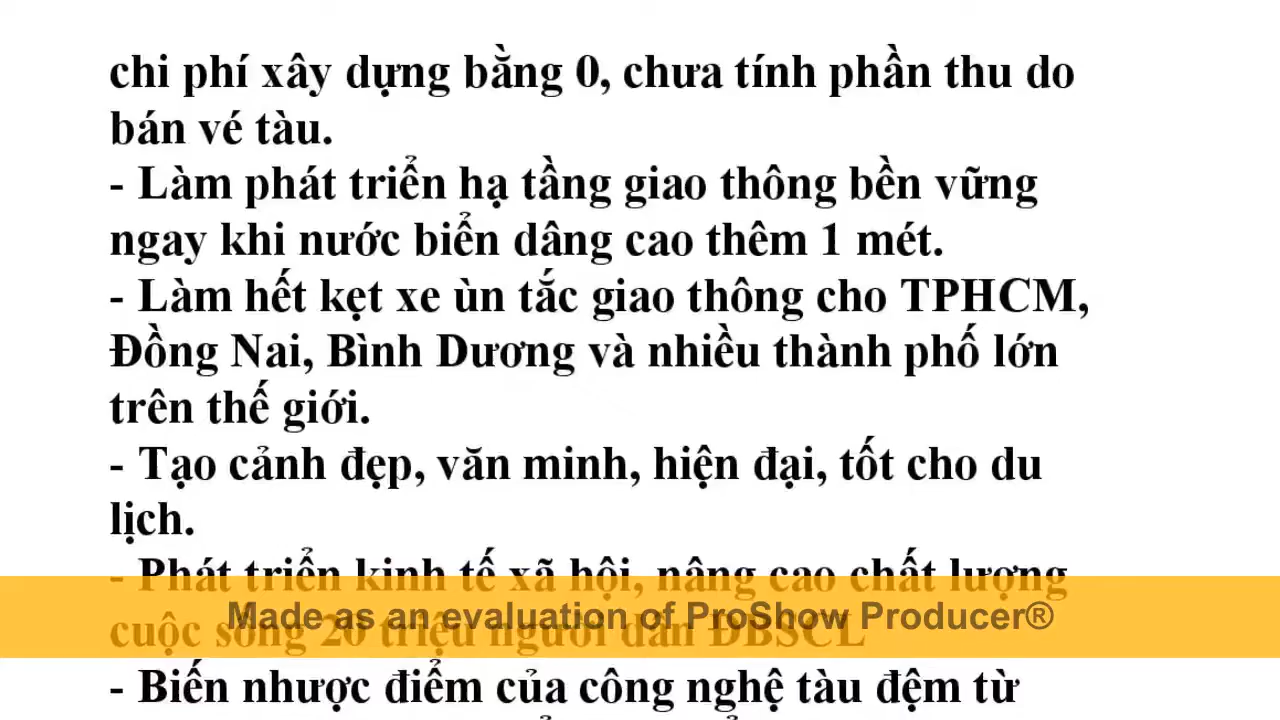 chi phí xây dựng bằng 0, chưa tính phần thu do
bán vé tàu.
- Làm phát triển hạ tầng giao thông bền vững
ngay khi nước biển dâng cao thêm 1 mét.
- Làm hết kẹt xe ùn tắc giao thông cho TPHCM,
Đồng Nai, Bình Dương và nhiều thành phố lớn
trên thế giới.
- Tạo cảnh đẹp, văn minh, hiện đại, tốt cho du
lịch.
- Phát triển kinh tế xã hội, nâng cao chất lượng
Made as an evaluation of ProShow Producer®
cuộc sống 20 triệu người dân ĐBSCL
- Biến nhược điểm của công nghệ tàu đệm từ